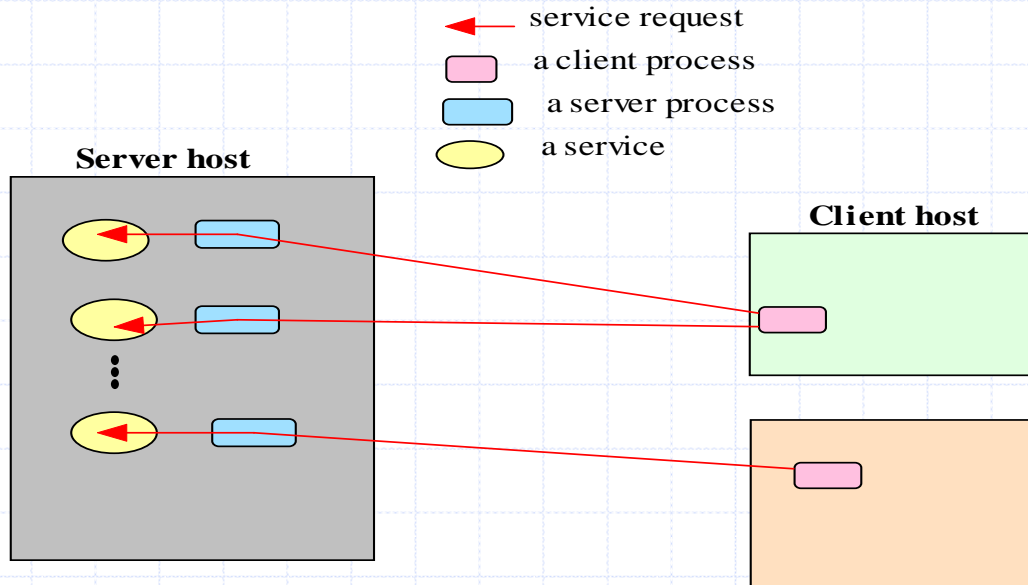 service request
a client process
a server process
a service
Server host
Client host